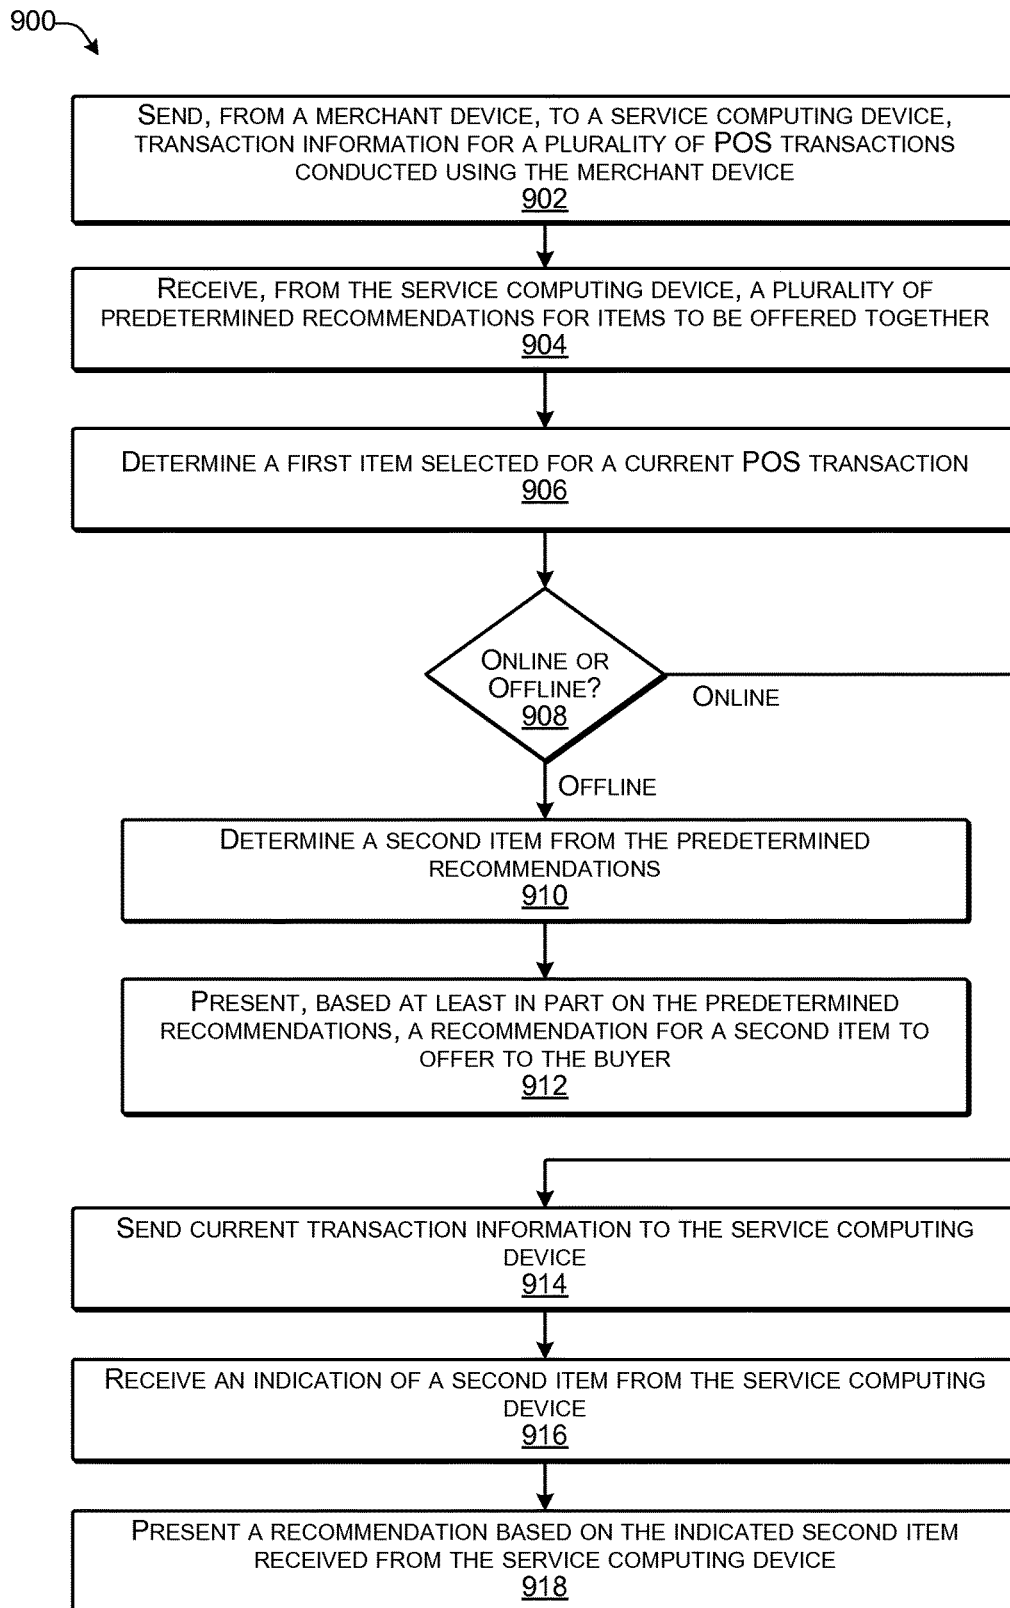 900
SEND, FROM A MERCHANT DEVICE, TO A SERVICE COMPUTING DEVICE,
TRANSACTION INFORMATION FOR A PLURALITY OF POS TRANSACTIONS
CONDUCTED USING THE MERCHANT DEVICE
902
RECEIVE, FROM THE SERVICE COMPUTING DEVICE, A PLURALITY OF
PREDETERMINED RECOMMENDATIONS FOR ITEMS TO BE OFFERED TOGETHER
904
DETERMINE A FIRST ITEM SELECTED FOR A CURRENT POS TRANSACTION
906
ONLINE OR
OFFLINE?
908
ONLINE
OFFLINE
DETERMINE A SECOND ITEM FROM THE PREDETERMINED
RECOMMENDATIONS
910
PRESENT, BASED AT LEAST IN PART ON THE PREDETERMINED
RECOMMENDATIONS, A RECOMMENDATION FOR A SECOND ITEM TO
OFFER TO THE BUYER
912
SEND CURRENT TRANSACTION INFORMATION TO THE SERVICE COMPUTING
DEVICE
914
RECEIVE AN INDICATION OF A SECOND ITEM FROM THE SERVICE COMPUTING
DEVICE
916
PRESENT A RECOMMENDATION BASED ON THE INDICATED SECOND ITEM
RECEIVED FROM THE SERVICE COMPUTING DEVICE
918